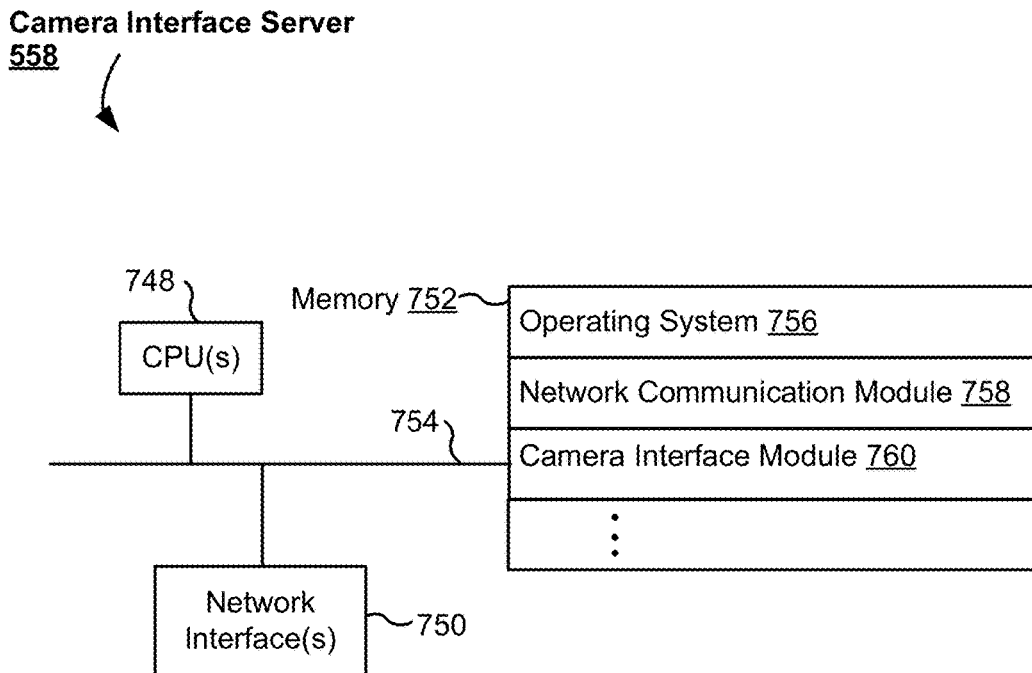 Camera Interface Server
558
748
Memory 752
Operating System 756
CPU(s)
Network Communication Module 758
754
Camera Interface Module 760
Network
Interface(s)
750